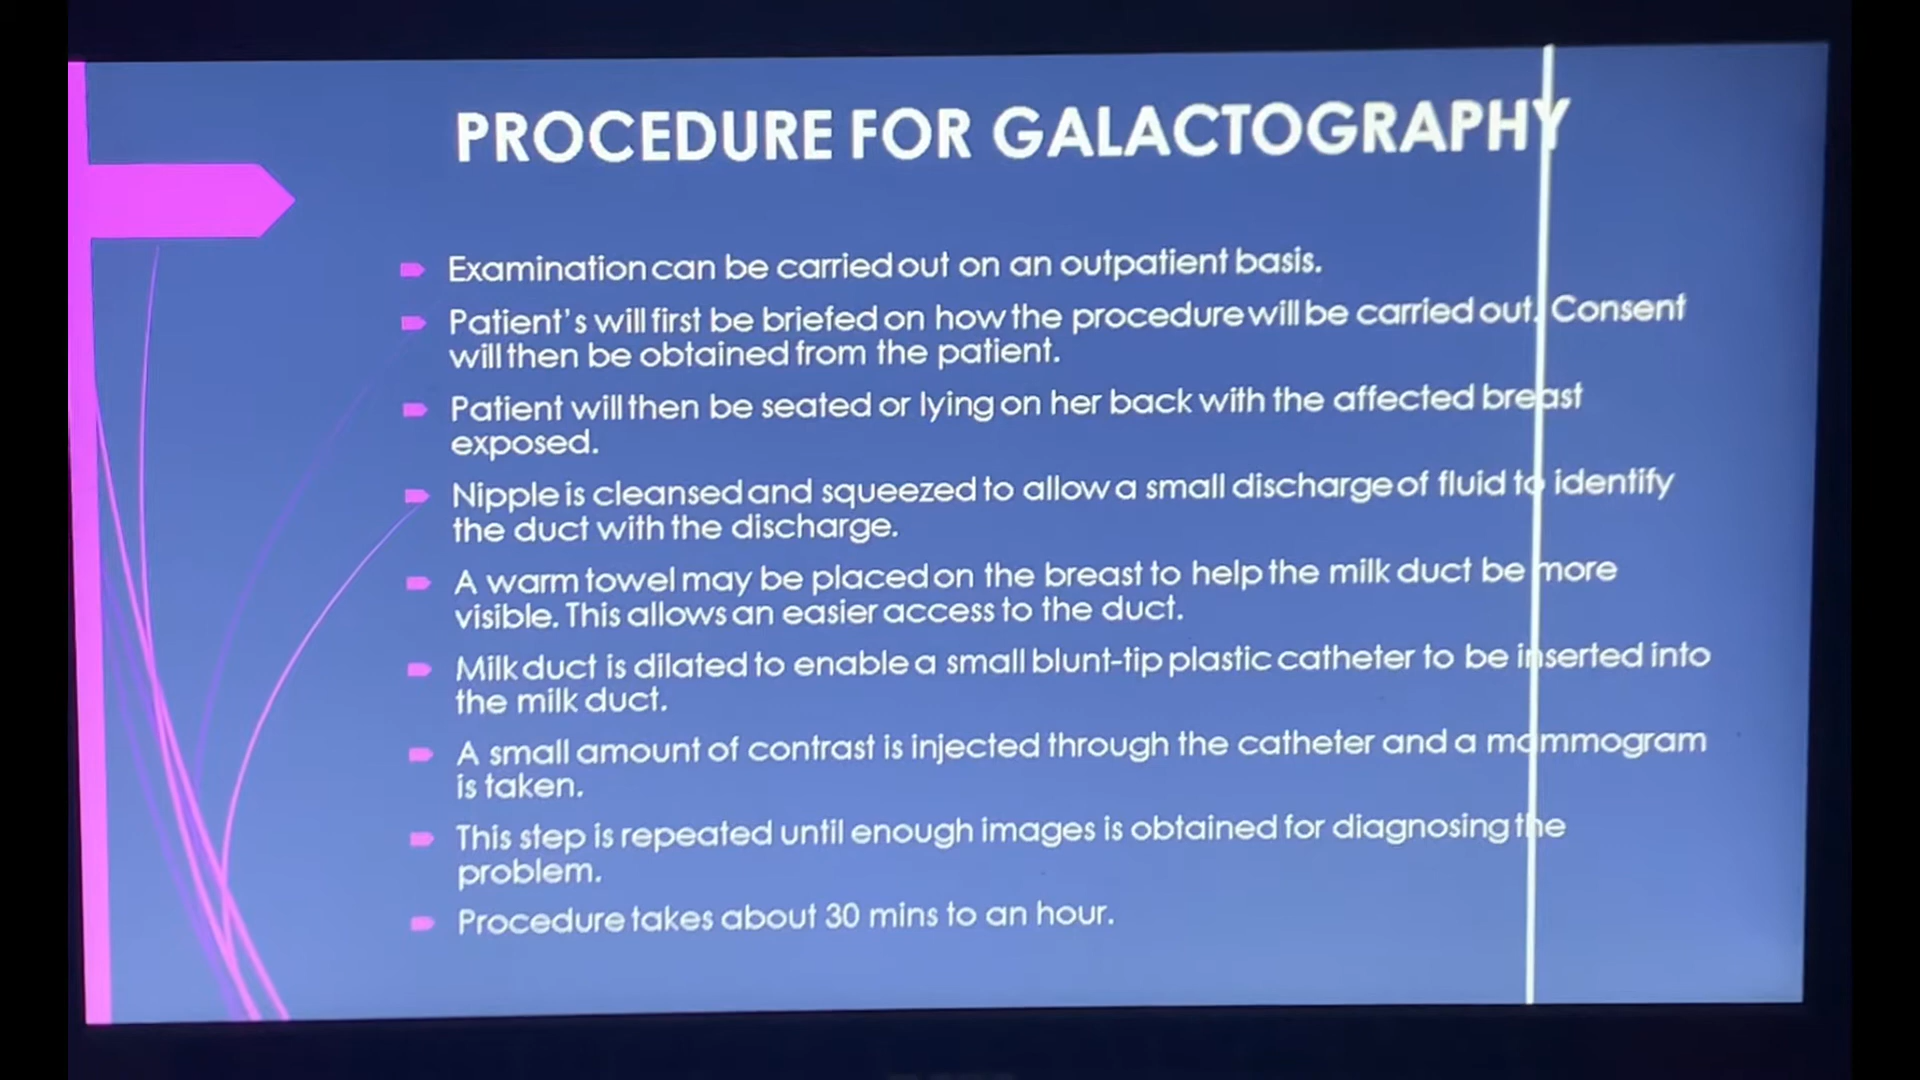 PROCEDURE FOR GALACTOGRAPHY
Examination can be carried out on an outpatient basis.
Patient's will first be briefed on how the procedure will be carried out. Consent
will then be obtained from the patient.
Patient will then be seated or lying on her back with the affected breast
exposed.
Nipple is cleansed and squeezed to allow a small discharge of fluid to identify
the duct with the discharge.
A warm towel may be placed on the breast to help the milk duct be more
visible. This allows an easier access to the duct.
Milk duct is dilated to enable a small blunt-tip plastic catheter to be inserted into
the milk duct.
A small amount of contrast is injected through the catheter and a mammogram
is taken.
This step is repeated until enough images is obtained for diagnosing the
problem.
Procedure takes about 30 mins to an hour.